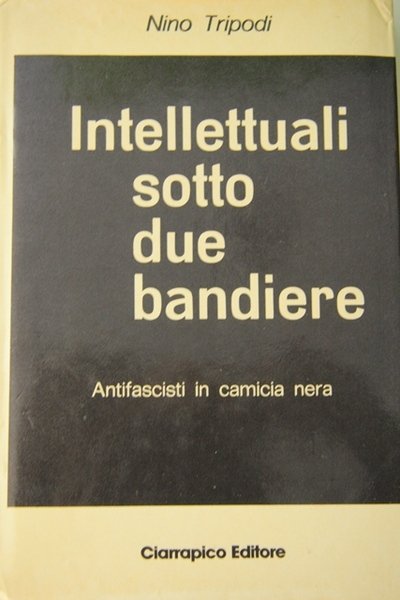 Nino Tripodi
Intellettuali
sotto
due
bandiere
Antifascisti in camicia nera
Ciarrapico Editore